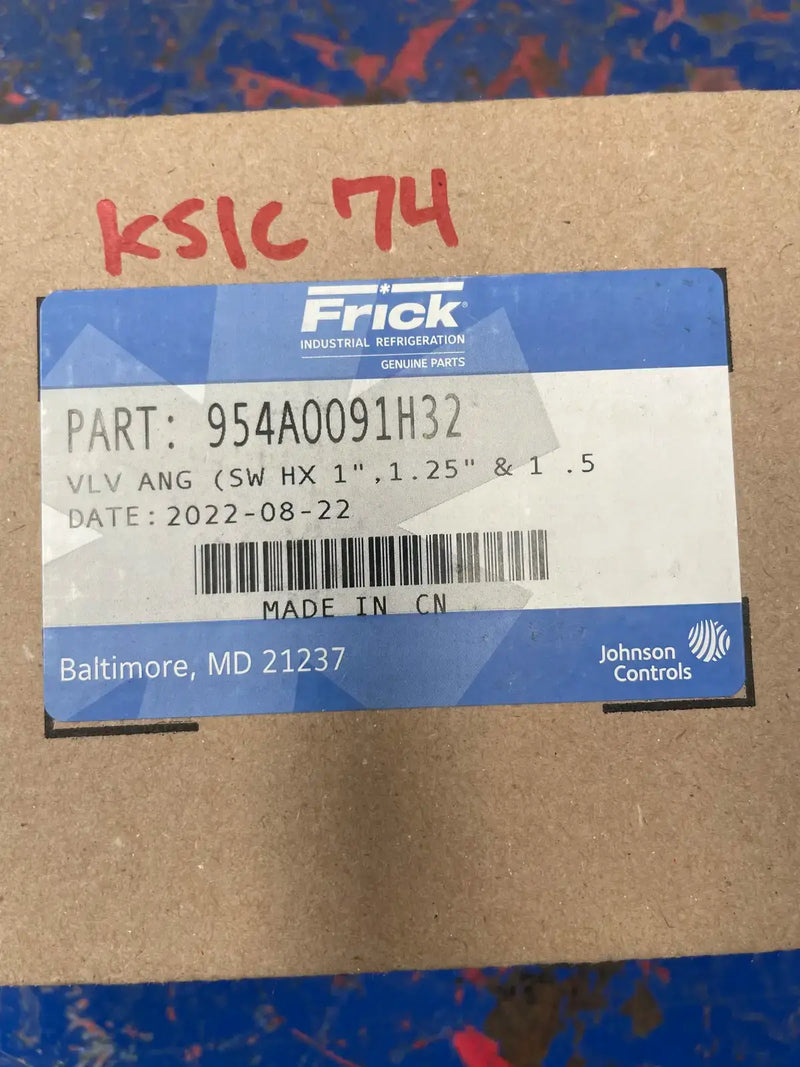 KSIC 74
Frick®
INDUSTRIAL REFRIGERATION
GENUINE PARTS
PART: 954A0091H32
VLV ANG (SW HX 1",1.25" & 1 .5
DATE:2022-08-22
MADE IN CN
Baltimore, MD 21237
Johnson
Controls